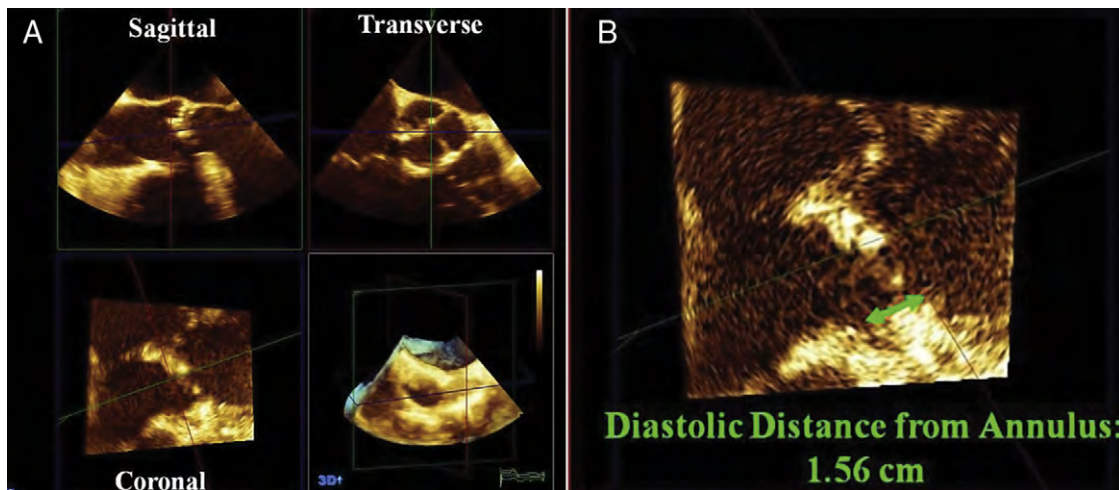 A
Sagittal
Transverse
Coronal
3D↑
B
Diastolic Distance from Annulus:
1.56 cm